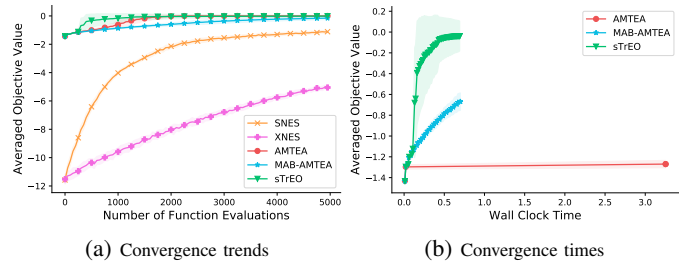 Averaged Objective Value
0
−2
−4
−6
−8
−10
−12
0 1000 2000 3000 4000 5000
Number of Function Evaluations
SNES
XNES
AMTEA
MAB-AMTEA
sTrEO
(a) Convergence trends
Averaged Objective Value
0.2
0.0
−0.2
−0.4
−0.6
−0.8
−1.0
−1.2
−1.4
0.0 0.5 1.0 1.5 2.0 2.5 3.0
Wall Clock Time
AMTEA
MAB-AMTEA
sTrEO
(b) Convergence times